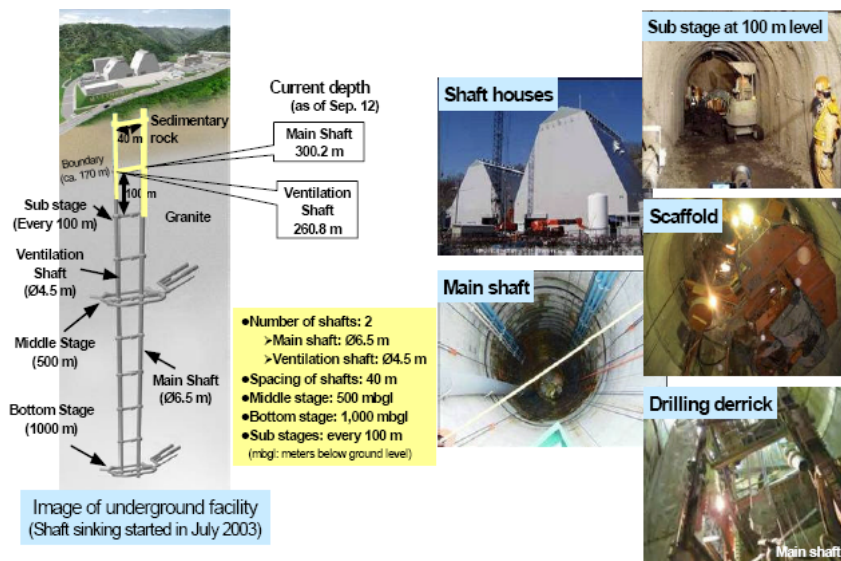 Current depth
(as of Sep. 12)
Main Shaft
300.2 m
Ventilation
Shaft
260.8 m
Sedimentary
rock
40 m
Boundary
(ca. 170 m)
100 m
Sub stage
(Every 100 m)
Granite
Ventilation
Shaft
(Ø4.5 m)
Middle Stage
(500 m)
Main Shaft
(Ø6.5 m)
Bottom Stage
(1000 m)
●Number of shafts: 2
➢Main shaft: Ø6.5 m
➢Ventilation shaft: Ø4.5 m
●Spacing of shafts: 40 m
●Middle stage: 500 mbgl
●Bottom stage: 1,000 mbgl
●Sub stages: every 100 m
(mbgl: meters below ground level)
Image of underground facility
(Shaft sinking started in July 2003)
Shaft houses
Main shaft
Sub stage at 100 m level
Scaffold
Drilling derrick
Main shaft